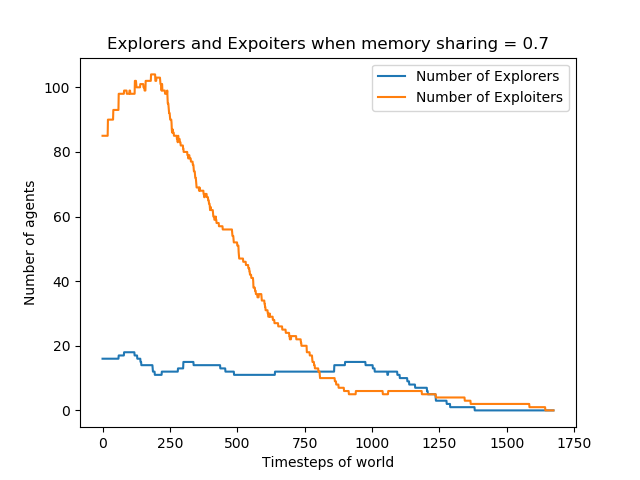 Explorers and Expoiters when memory sharing = 0.7
Number of Explorers
Number of Exploiters
Number of agents
100
80
60
40
20
0
0 250 500 750 1000 1250 1500 1750
Timesteps of world